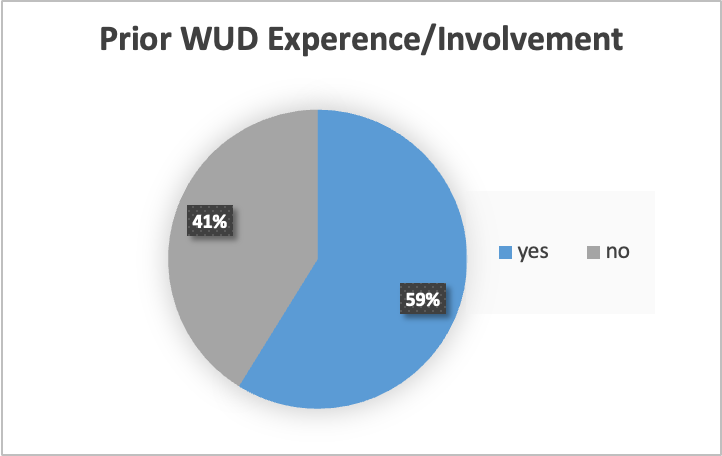 Prior WUD Experence/Involvement
41%
yes
no
59%